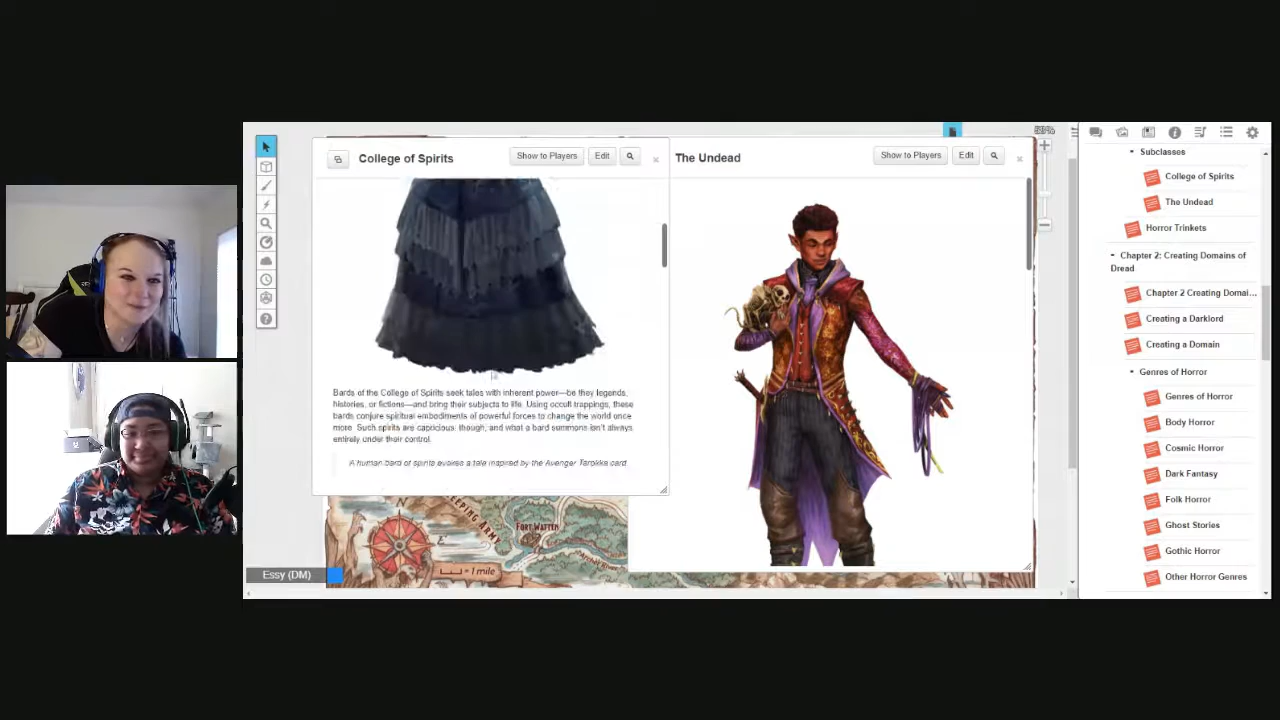 College of Spirits
Show to Players
Edit
The Undead
Show to Players
Edit
Subclasses
College of Spirits
The Undead
Horror Trinkets
Chapter 2: Creating Domains of
Dread
Chapter 2 Creating Domai...
Creating a Darklord
Creating a Domain
Genres of Horror
Genres of Horror
Body Horror
Cosmic Horror
Dark Fantasy
Folk Horror
Ghost Stories
Gothic Horror
Other Horror Genres
Bards of the College of Spirits seek tales with inherent power—be they legends,
histories, or fictions—and bring their subjects to life. Using occult trappings, these
bards conjure spiritual embodiments of powerful forces to change the world once
more. Such spirits are capricious, though, and what a bard summons isn't always
entirely under their control.
A human bard of spirits evokes a tale inspired by the Avenger Tarokka card
FORT WATTEN
= 1 mile
Essy (DM)